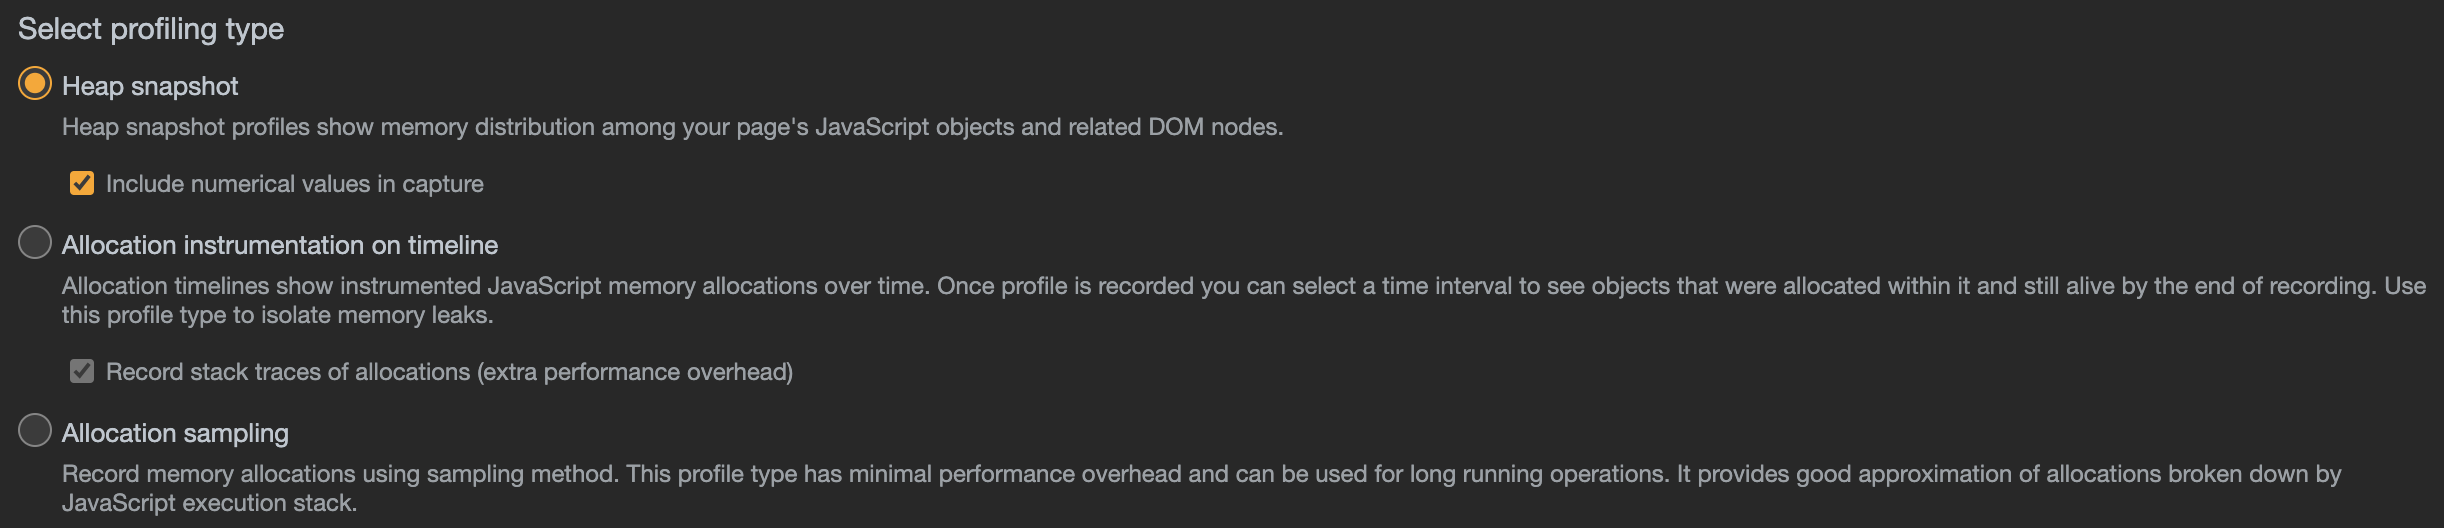 Select profiling type
Heap snapshot
Heap snapshot profiles show memory distribution among your page's JavaScript objects and related DOM nodes.
Include numerical values in capture
Allocation instrumentation on timeline
Allocation timelines show instrumented JavaScript memory allocations over time. Once profile is recorded you can select a time interval to see objects that were allocated within it and still alive by the end of recording. Use
this profile type to isolate memory leaks.
Record stack traces of allocations (extra performance overhead)
Allocation sampling
Record memory allocations using sampling method. This profile type has minimal performance overhead and can be used for long running operations. It provides good approximation of allocations broken down by
JavaScript execution stack.